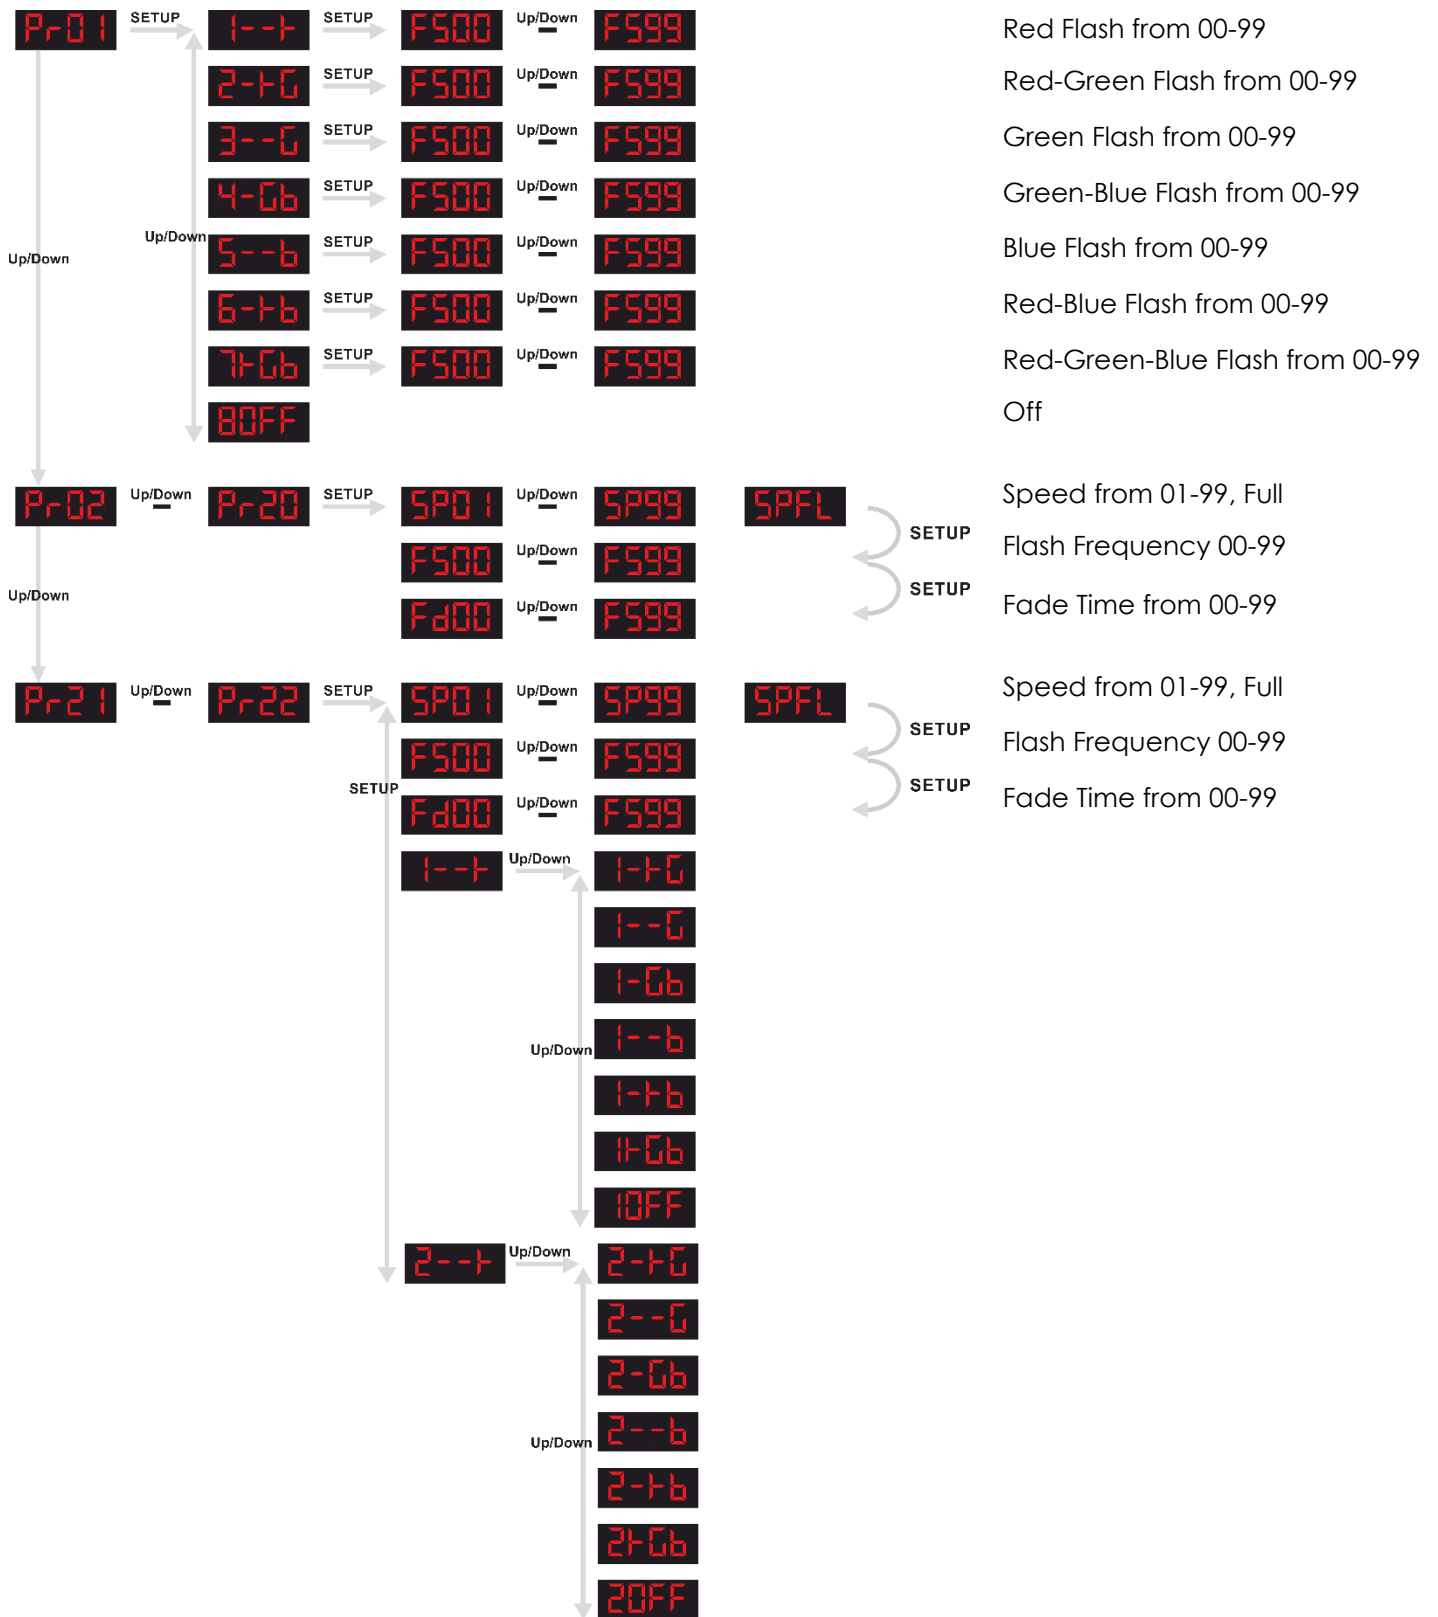 Pr01 SETUP 1--r SETUP FS00 Up/Down FS99 Red Flash from 00-99
2-rG SETUP FS00 Up/Down FS99 Red-Green Flash from 00-99
3--G SETUP FS00 Up/Down FS99 Green Flash from 00-99
4-Gb SETUP FS00 Up/Down FS99 Green-Blue Flash from 00-99
Up/Down Up/Down 5--b SETUP FS00 Up/Down FS99 Blue Flash from 00-99
6-rb SETUP FS00 Up/Down FS99 Red-Blue Flash from 00-99
7rGb SETUP FS00 Up/Down FS99 Red-Green-Blue Flash from 00-99
8OFF Off
Pr02 Up/Down Pr20 SETUP SP01 Up/Down SP99 SPFL Speed from 01-99, Full
SETUP
FS00 Up/Down FS99 Flash Frequency 00-99
Up/Down SETUP
Fd00 Up/Down FS99 Fade Time from 00-99
Pr21 Up/Down Pr22 SETUP SP01 Up/Down SP99 SPFL Speed from 01-99, Full
SETUP
FS00 Up/Down FS99 Flash Frequency 00-99
SETUP SETUP
Fd00 Up/Down FS99 Fade Time from 00-99
1--r Up/Down 1-rG
1--G
1-Gb
Up/Down 1--b
1-rb
1rGb
1OFF
2--r Up/Down 2-rG
2--G
2-Gb
Up/Down 2--b
2-rb
2rGb
2OFF